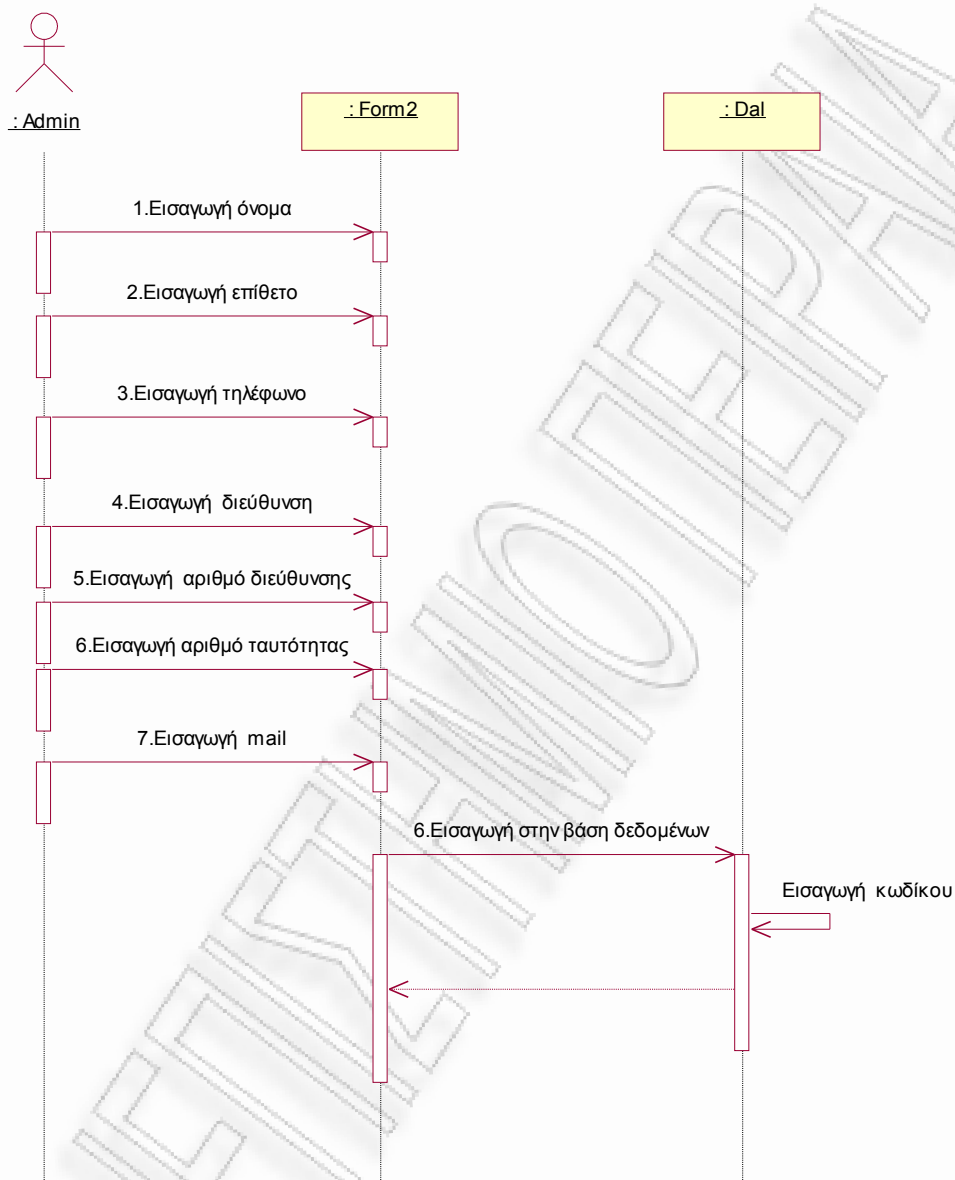 : Admin
: Form2
: Dal
1.Εισαγωγή όνομα
2.Εισαγωγή επίθετο
3.Εισαγωγή τηλέφωνο
4.Εισαγωγή διεύθυνση
5.Εισαγωγή αριθμό διεύθυνσης
6.Εισαγωγή αριθμό ταυτότητας
7.Εισαγωγή mail
6.Εισαγωγή στην βάση δεδομένων
Εισαγωγή κωδίκου